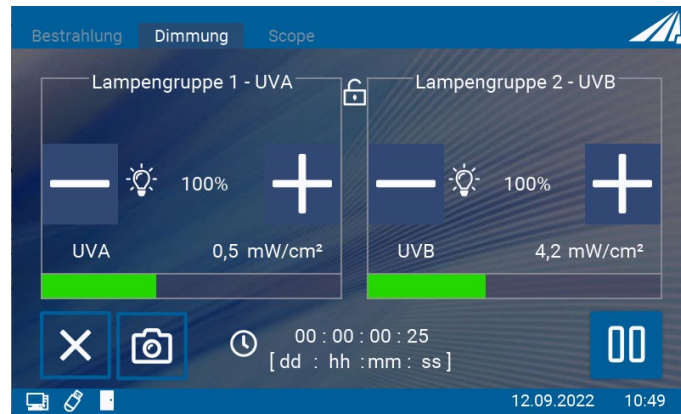 Bestrahlung Dimmung Scope
Lampengruppe 1 - UVA
100%
UVA 0,5 mW/cm²
Lampengruppe 2 - UVB
100%
UVB 4,2 mW/cm²
00 : 00 : 00 : 25
[ dd : hh : mm : ss ]
12.09.2022 10:49